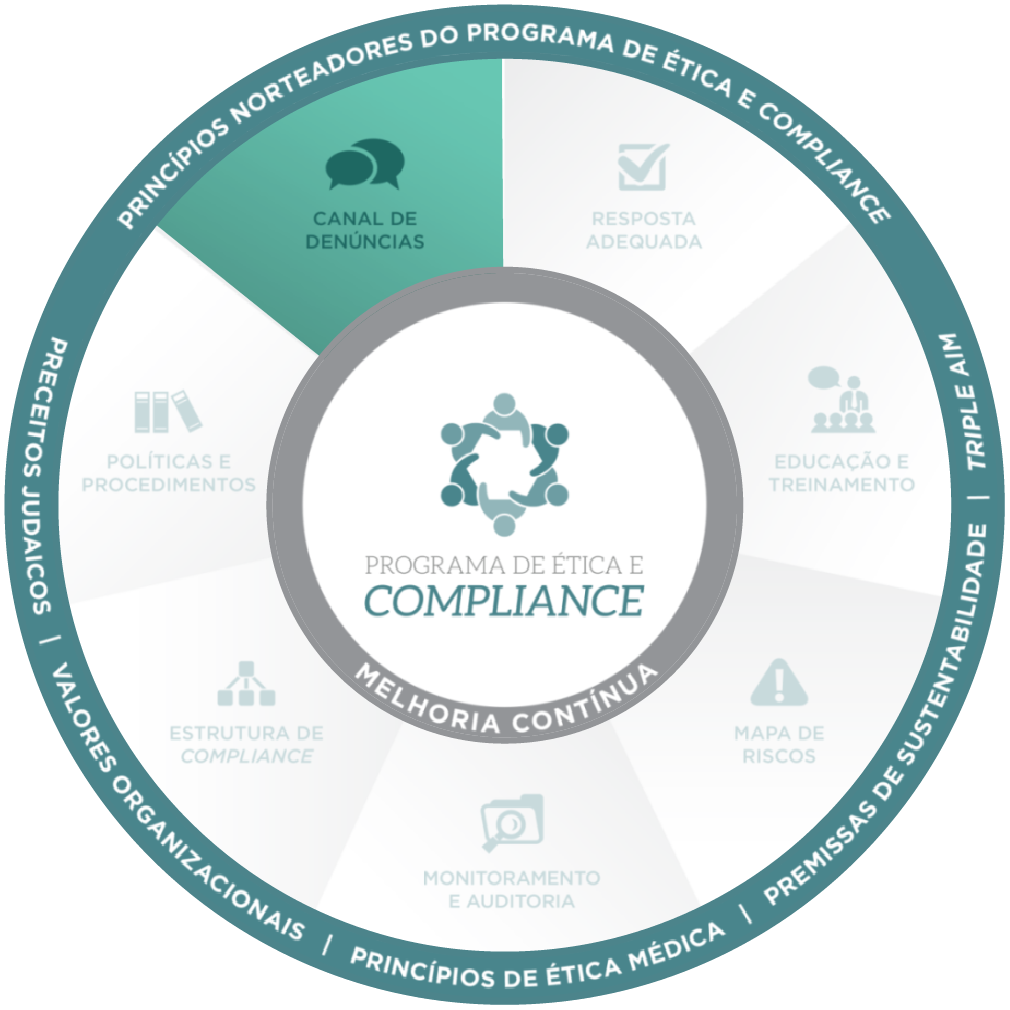 PRINCÍPIOS NORTEADORES DO PROGRAMA DE ÉTICA E COMPLIANCE
CANAL DE
DENÚNCIAS
RESPOSTA
ADEQUADA
EDUCAÇÃO E
TREINAMENTO
MAPA DE
RISCOS
MONITORAMENTO
E AUDITORIA
ESTRUTURA DE
COMPLIANCE
POLÍTICAS E
PROCEDIMENTOS
PROGRAMA DE ÉTICA E
COMPLIANCE
MELHORIA CONTÍNUA
PRECEITOS JUDAICOS | VALORES ORGANIZACIONAIS | PRINCÍPIOS DE ÉTICA MÉDICA | PREMISSAS DE SUSTENTABILIDADE | TRIPLE AIM